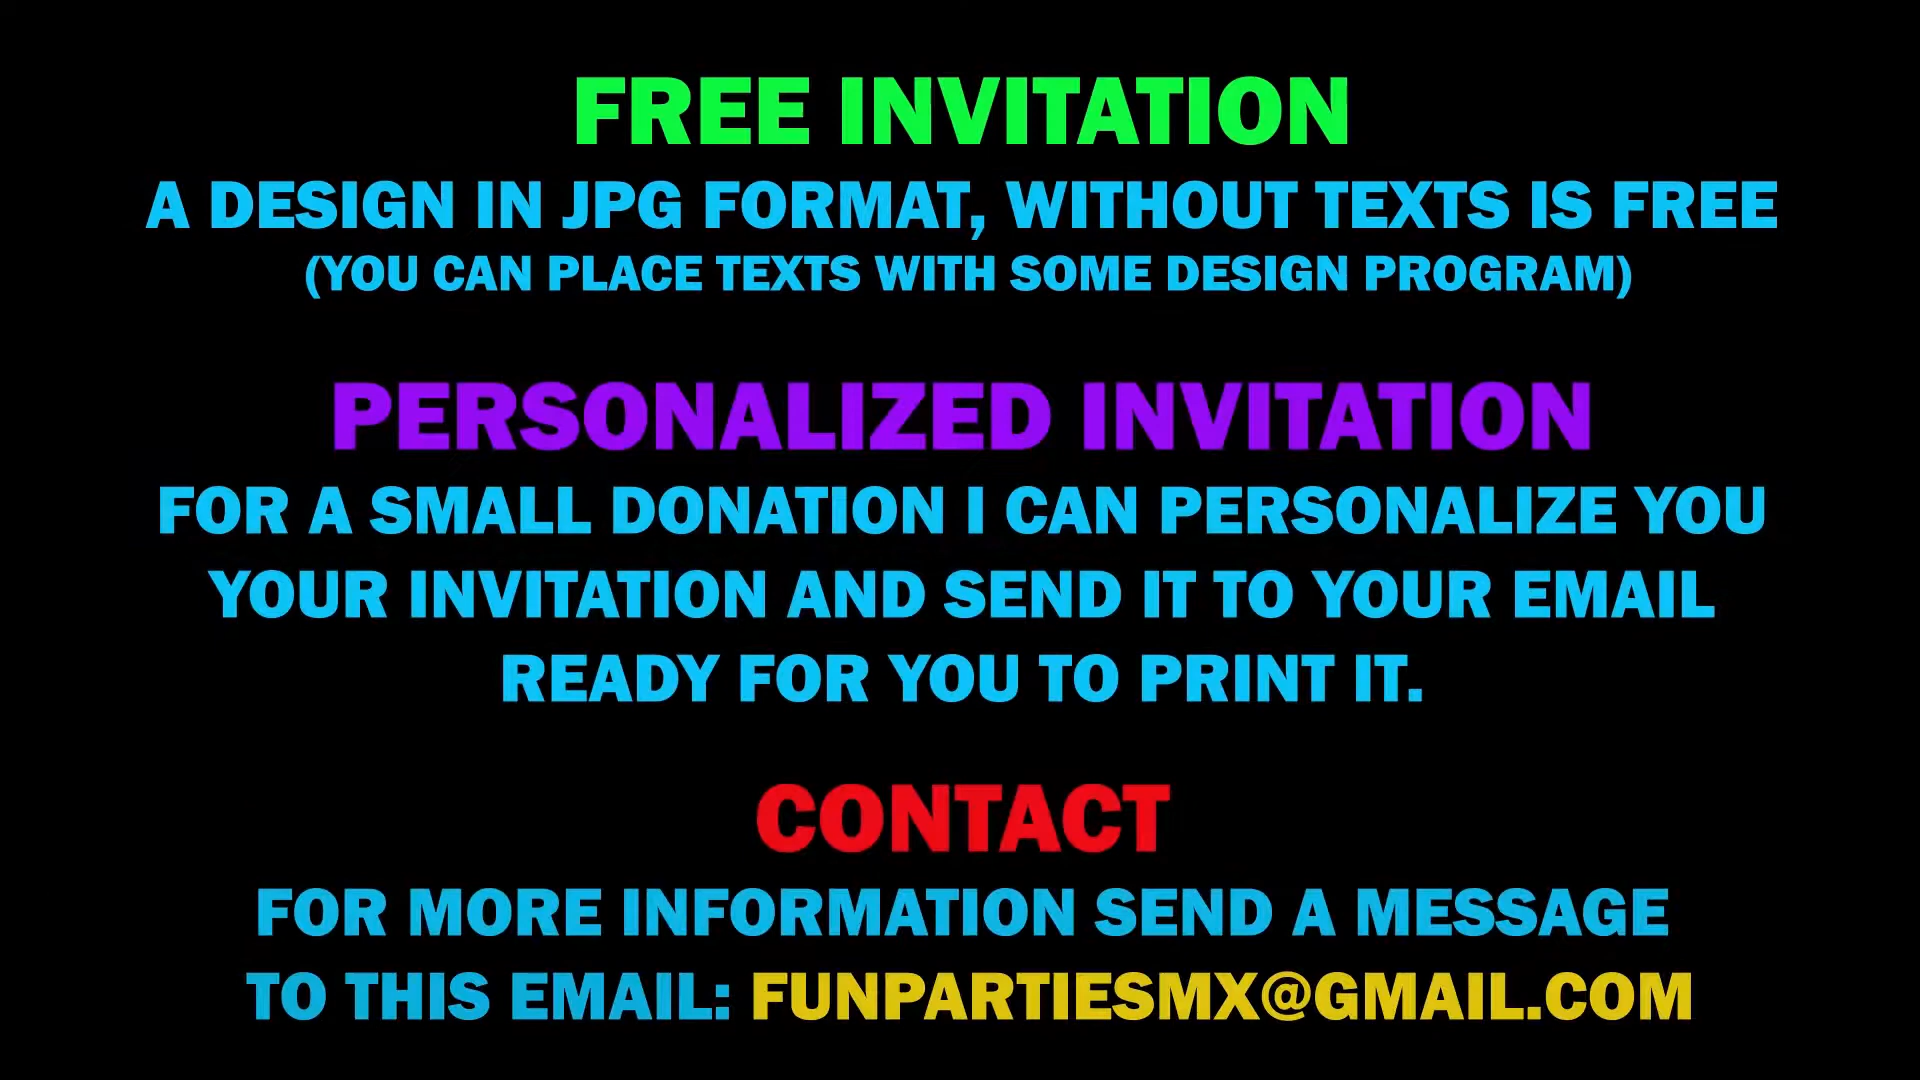 FREE INVITATION
A DESIGN IN JPG FORMAT, WITHOUT TEXTS IS FREE
(YOU CAN PLACE TEXTS WITH SOME DESIGN PROGRAM)
PERSONALIZED INVITATION
FOR A SMALL DONATION I CAN PERSONALIZE YOU
YOUR INVITATION AND SEND IT TO YOUR EMAIL
READY FOR YOU TO PRINT IT.
CONTACT
FOR MORE INFORMATION SEND A MESSAGE
TO THIS EMAIL: FUNPARTIESMX@GMAIL.COM